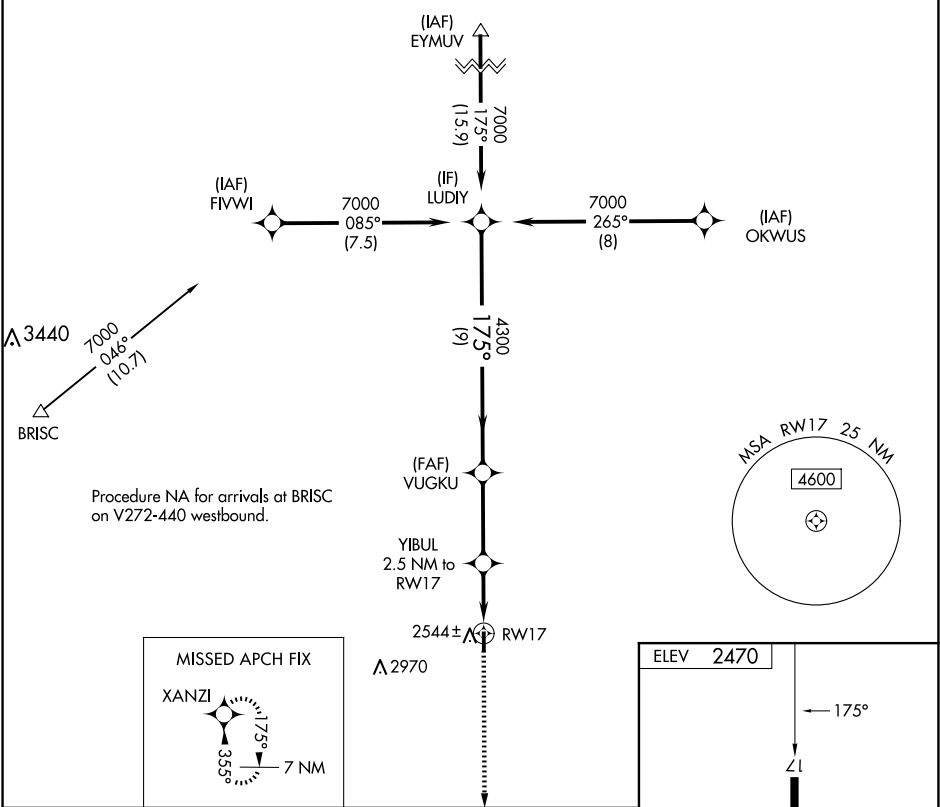 (IAF)
EYMUV
7000
175°
(15.9)
(IAF)
FIVWI
7000
085°
(7.5)
(IF)
LUDIY
7000
265°
(8)
(IAF)
OKWUS
3440
7000
046°
(10.7)
BRISC
4300
175°
(9)
MSA RW17 25 NM
4600
(FAF)
VUGKU
Procedure NA for arrivals at BRISC
on V272-440 westbound.
YIBUL
2.5 NM to
RW17
2544±
RW17
2970
MISSED APCH FIX
XANZI
175°
355°
7 NM
ELEV 2470
175°
17